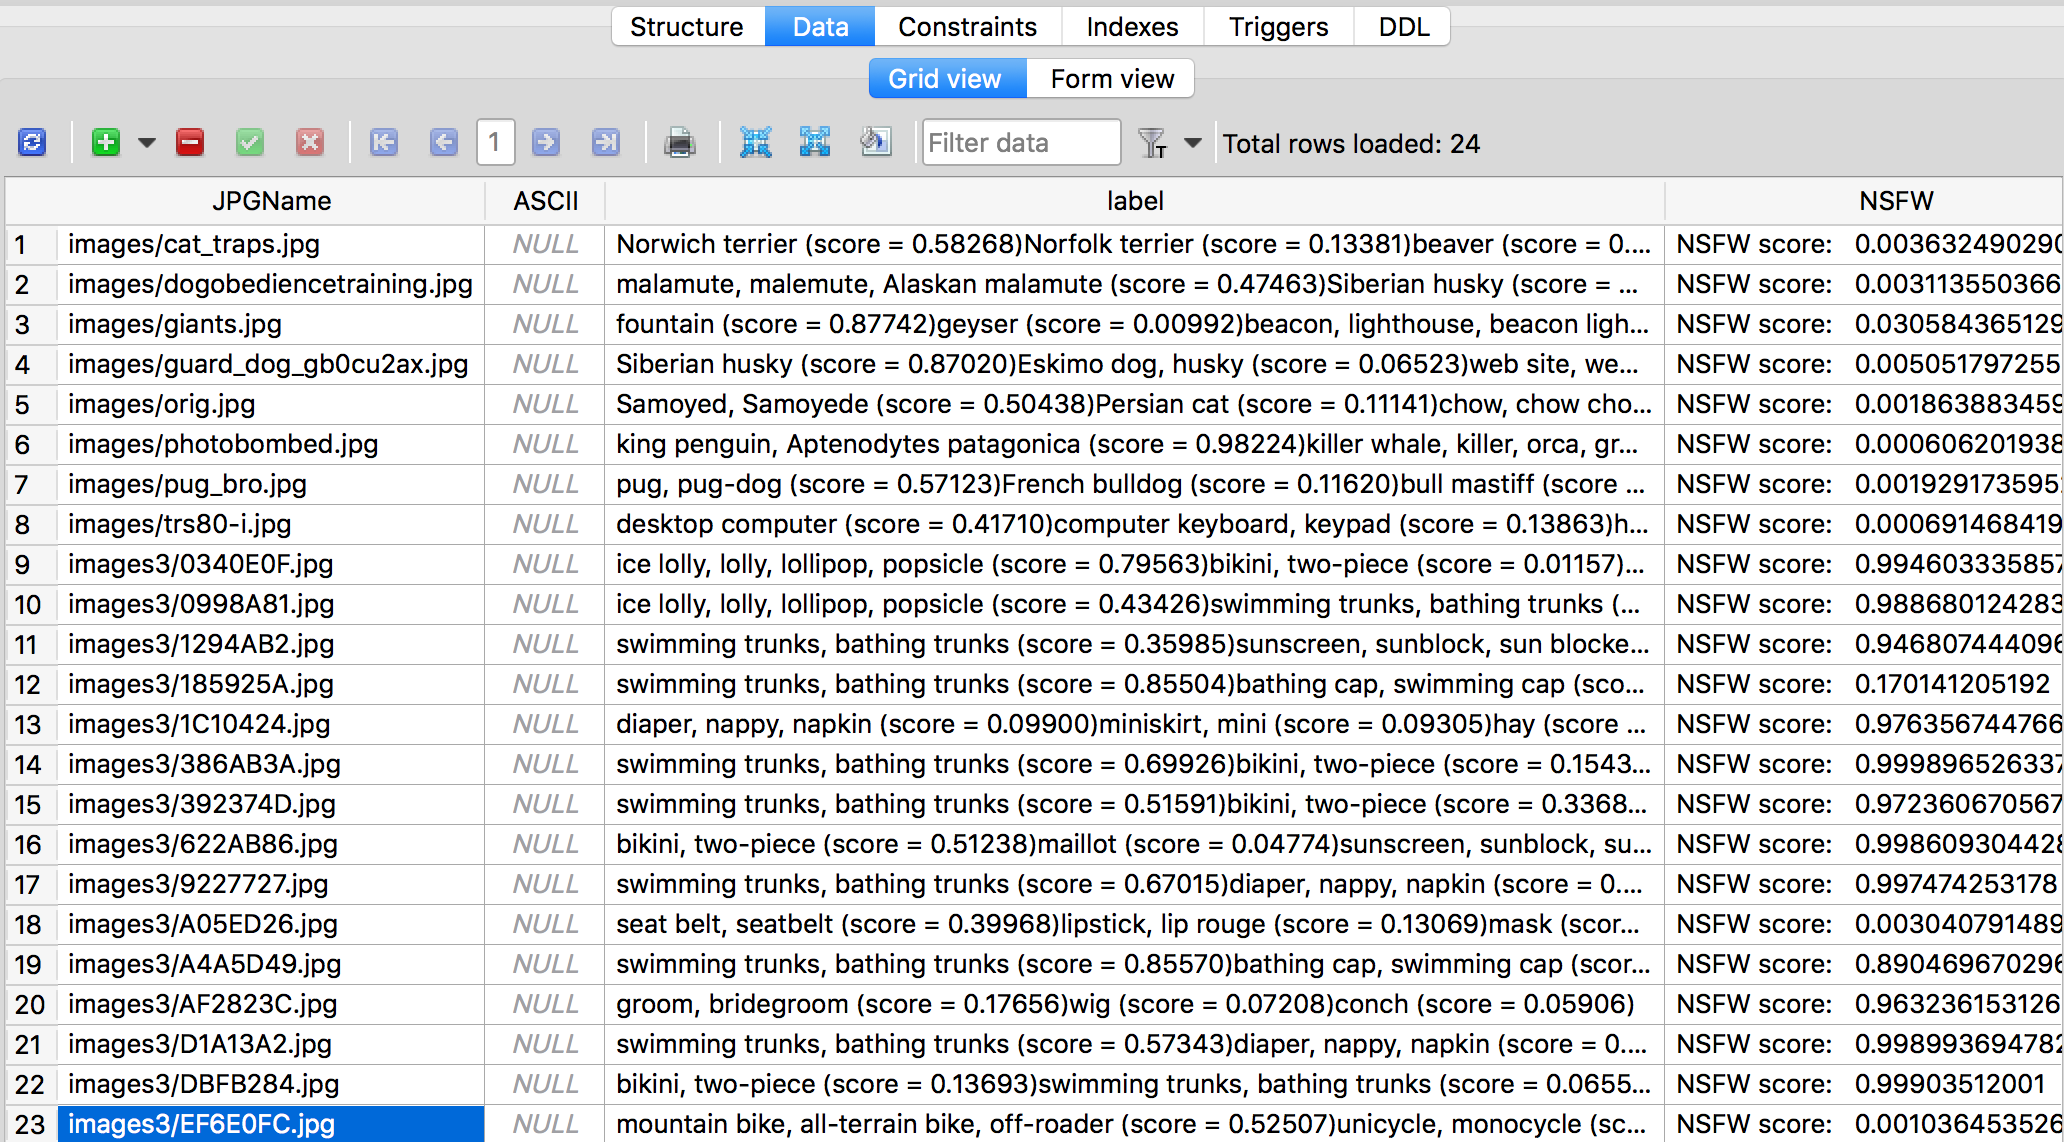 Structure Data Constraints Indexes Triggers DDL
Grid view Form view
1 Filter data T Total rows loaded: 24
JPGName ASCII label NSFW
1 images/cat_traps.jpg NULL Norwich terrier (score = 0.58268)Norfolk terrier (score = 0.13381)beaver (score = 0.... NSFW score: 0.003632490290
2 images/dogobediencetraining.jpg NULL malamute, malemute, Alaskan malamute (score = 0.47463)Siberian husky (score = ... NSFW score: 0.003113550366
3 images/giants.jpg NULL fountain (score = 0.87742)geyser (score = 0.00992)beacon, lighthouse, beacon ligh... NSFW score: 0.030584365129
4 images/guard_dog_gb0cu2ax.jpg NULL Siberian husky (score = 0.87020)Eskimo dog, husky (score = 0.06523)web site, we... NSFW score: 0.005051797255
5 images/orig.jpg NULL Samoyed, Samoyede (score = 0.50438)Persian cat (score = 0.11141)chow, chow cho... NSFW score: 0.001863883459
6 images/photobombed.jpg NULL king penguin, Aptenodytes patagonica (score = 0.98224)killer whale, killer, orca, gr... NSFW score: 0.000606201938
7 images/pug_bro.jpg NULL pug, pug-dog (score = 0.57123)French bulldog (score = 0.11620)bull mastiff (score ... NSFW score: 0.001929173595
8 images/trs80-i.jpg NULL desktop computer (score = 0.41710)computer keyboard, keypad (score = 0.13863)h... NSFW score: 0.000691468419
9 images3/0340E0F.jpg NULL ice lolly, lolly, lollipop, popsicle (score = 0.79563)bikini, two-piece (score = 0.01157)... NSFW score: 0.994603335857
10 images3/0998A81.jpg NULL ice lolly, lolly, lollipop, popsicle (score = 0.43426)swimming trunks, bathing trunks (... NSFW score: 0.988680124283
11 images3/1294AB2.jpg NULL swimming trunks, bathing trunks (score = 0.35985)sunscreen, sunblock, sun blocke... NSFW score: 0.946807444096
12 images3/185925A.jpg NULL swimming trunks, bathing trunks (score = 0.85504)bathing cap, swimming cap (sco... NSFW score: 0.170141205192
13 images3/1C10424.jpg NULL diaper, nappy, napkin (score = 0.09900)miniskirt, mini (score = 0.09305)hay (score ... NSFW score: 0.976356744766
14 images3/386AB3A.jpg NULL swimming trunks, bathing trunks (score = 0.69926)bikini, two-piece (score = 0.1543... NSFW score: 0.999896526337
15 images3/392374D.jpg NULL swimming trunks, bathing trunks (score = 0.51591)bikini, two-piece (score = 0.3368... NSFW score: 0.972360670567
16 images3/622AB86.jpg NULL bikini, two-piece (score = 0.51238)maillot (score = 0.04774)sunscreen, sunblock, su... NSFW score: 0.998609304428
17 images3/9227727.jpg NULL swimming trunks, bathing trunks (score = 0.67015)diaper, nappy, napkin (score = 0.... NSFW score: 0.997474253178
18 images3/A05ED26.jpg NULL seat belt, seatbelt (score = 0.39968)lipstick, lip rouge (score = 0.13069)mask (scor... NSFW score: 0.003040791489
19 images3/A4A5D49.jpg NULL swimming trunks, bathing trunks (score = 0.85570)bathing cap, swimming cap (scor... NSFW score: 0.890469670296
20 images3/AF2823C.jpg NULL groom, bridegroom (score = 0.17656)wig (score = 0.07208)conch (score = 0.05906) NSFW score: 0.963236153126
21 images3/D1A13A2.jpg NULL swimming trunks, bathing trunks (score = 0.57343)diaper, nappy, napkin (score = 0.... NSFW score: 0.998993694782
22 images3/DBFB284.jpg NULL bikini, two-piece (score = 0.13693)swimming trunks, bathing trunks (score = 0.0655... NSFW score: 0.99903512001
23 images3/EF6E0FC.jpg NULL mountain bike, all-terrain bike, off-roader (score = 0.52507)unicycle, monocycle (sc... NSFW score: 0.001036453526